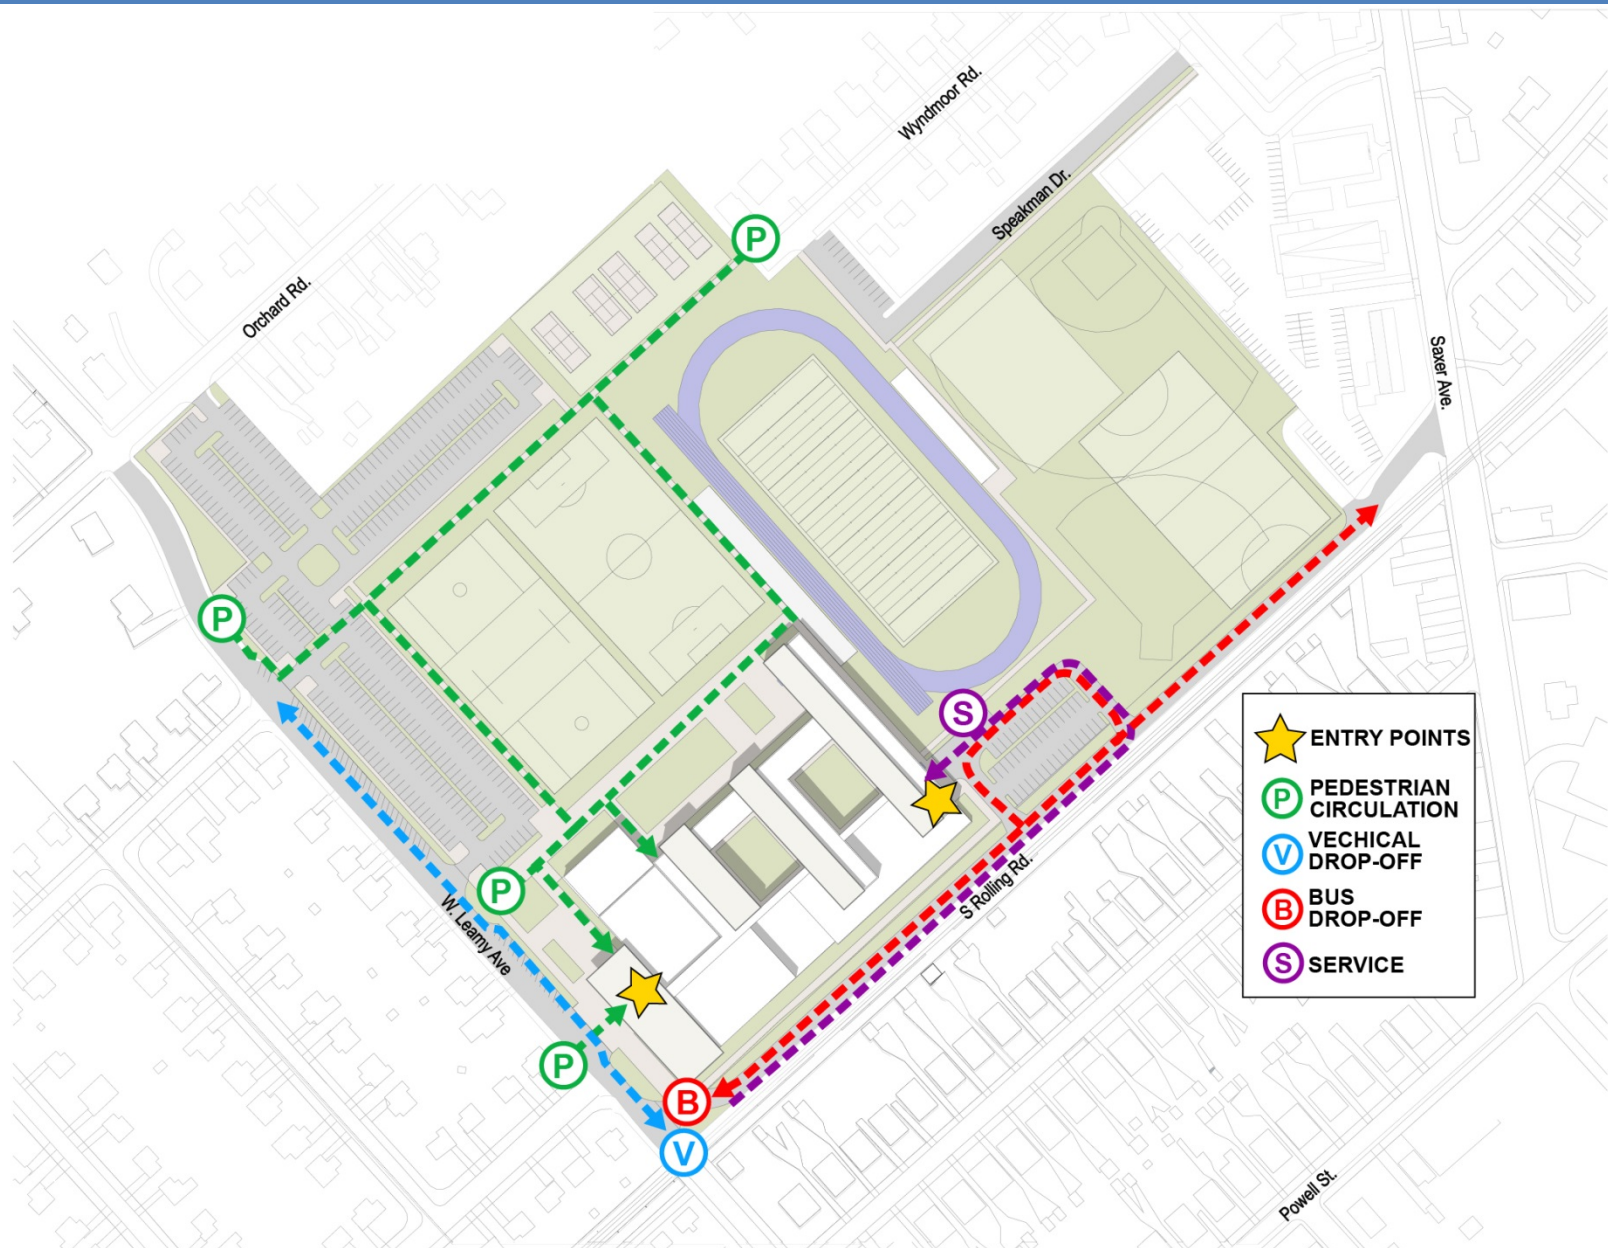 Wyndmoor Rd.
Speakman Dr.
P
Orchard Rd.
Saxer Ave.
P
S
ENTRY POINTS
P PEDESTRIAN
CIRCULATION
V VECHICAL
DROP-OFF
B BUS
DROP-OFF
S SERVICE
P
S Rolling Rd.
W. Leamy Ave
P
B
V
Powell St.